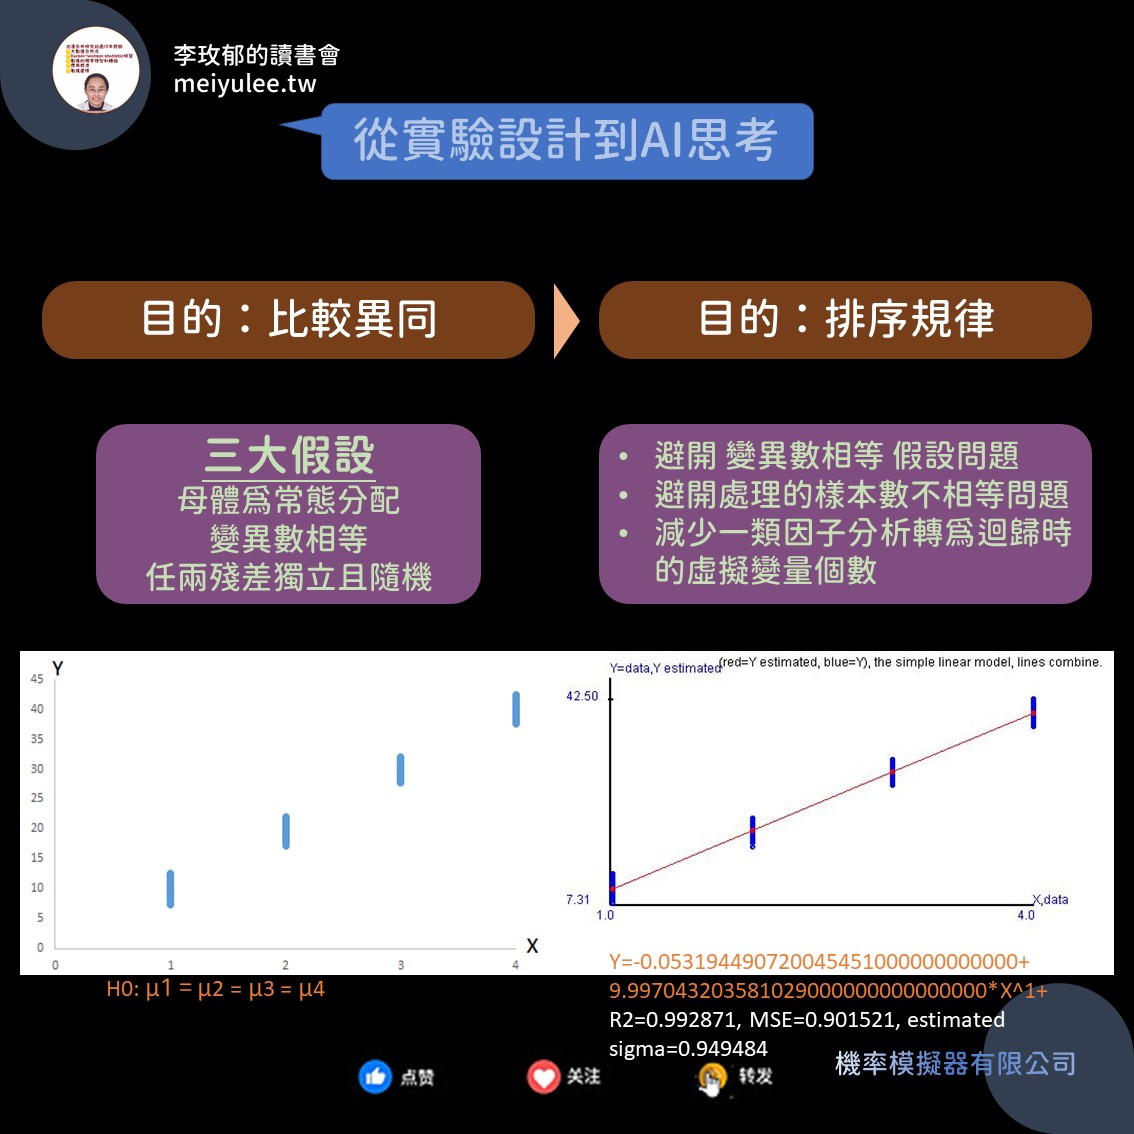 李玫郁的讀書會
meiyulee.tw
從實驗設計到AI思考
目的：比較異同
目的：排序規律
三大假設
母體為常態分配
變異數相等
任兩殘差獨立且隨機
• 避開 變異數相等 假設問題
• 避開處理的樣本數不相等問題
• 減少一類因子分析轉為迴歸時
的虛擬變量個數
Y
45
40
35
30
25
20
15
10
5
0
0 1 2 3 4
X
H0: μ1 = μ2 = μ3 = μ4
Y=data,Y estimated
(red=Y estimated, blue=Y), the simple linear model, lines combine.
42.50
7.31
1.0
4.0
X,data
Y=-0.053194490720045451000000000000+
9.997043203581029000000000000000*X^1+
R2=0.992871, MSE=0.901521, estimated
sigma=0.949484
機率模擬器有限公司
点赞
关注
转发